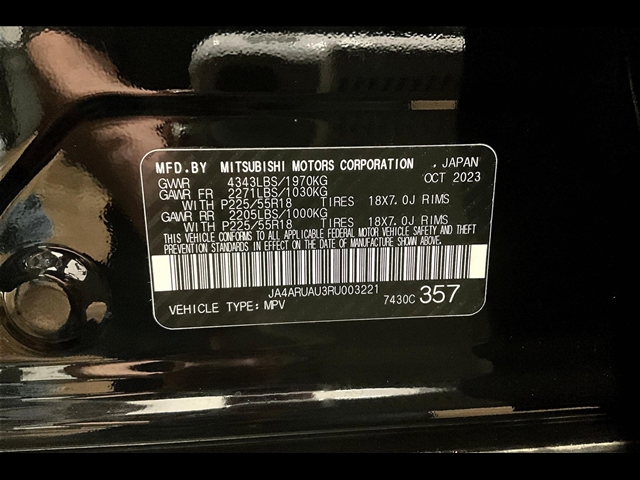 MFD.BY MITSUBISHI MOTORS CORPORATION , JAPAN
GVWR 4343LBS/1970KG OCT 2023
GAWR FR 2271LBS/1030KG
WITH P225/55R18 TIRES 18X7.0J RIMS
GAWR RR 2205LBS/1000KG
WITH P225/55R18 TIRES 18X7.0J RIMS
THIS VEHICLE CONFORMS TO ALL APPLICABLE FEDERAL MOTOR VEHICLE SAFETY AND THEFT
PREVENTION STANDARDS IN EFFECT ON THE DATE OF MANUFACTURE SHOWN ABOVE.
JA4ARUAU3RU003221
VEHICLE TYPE: MPV 7430C 357